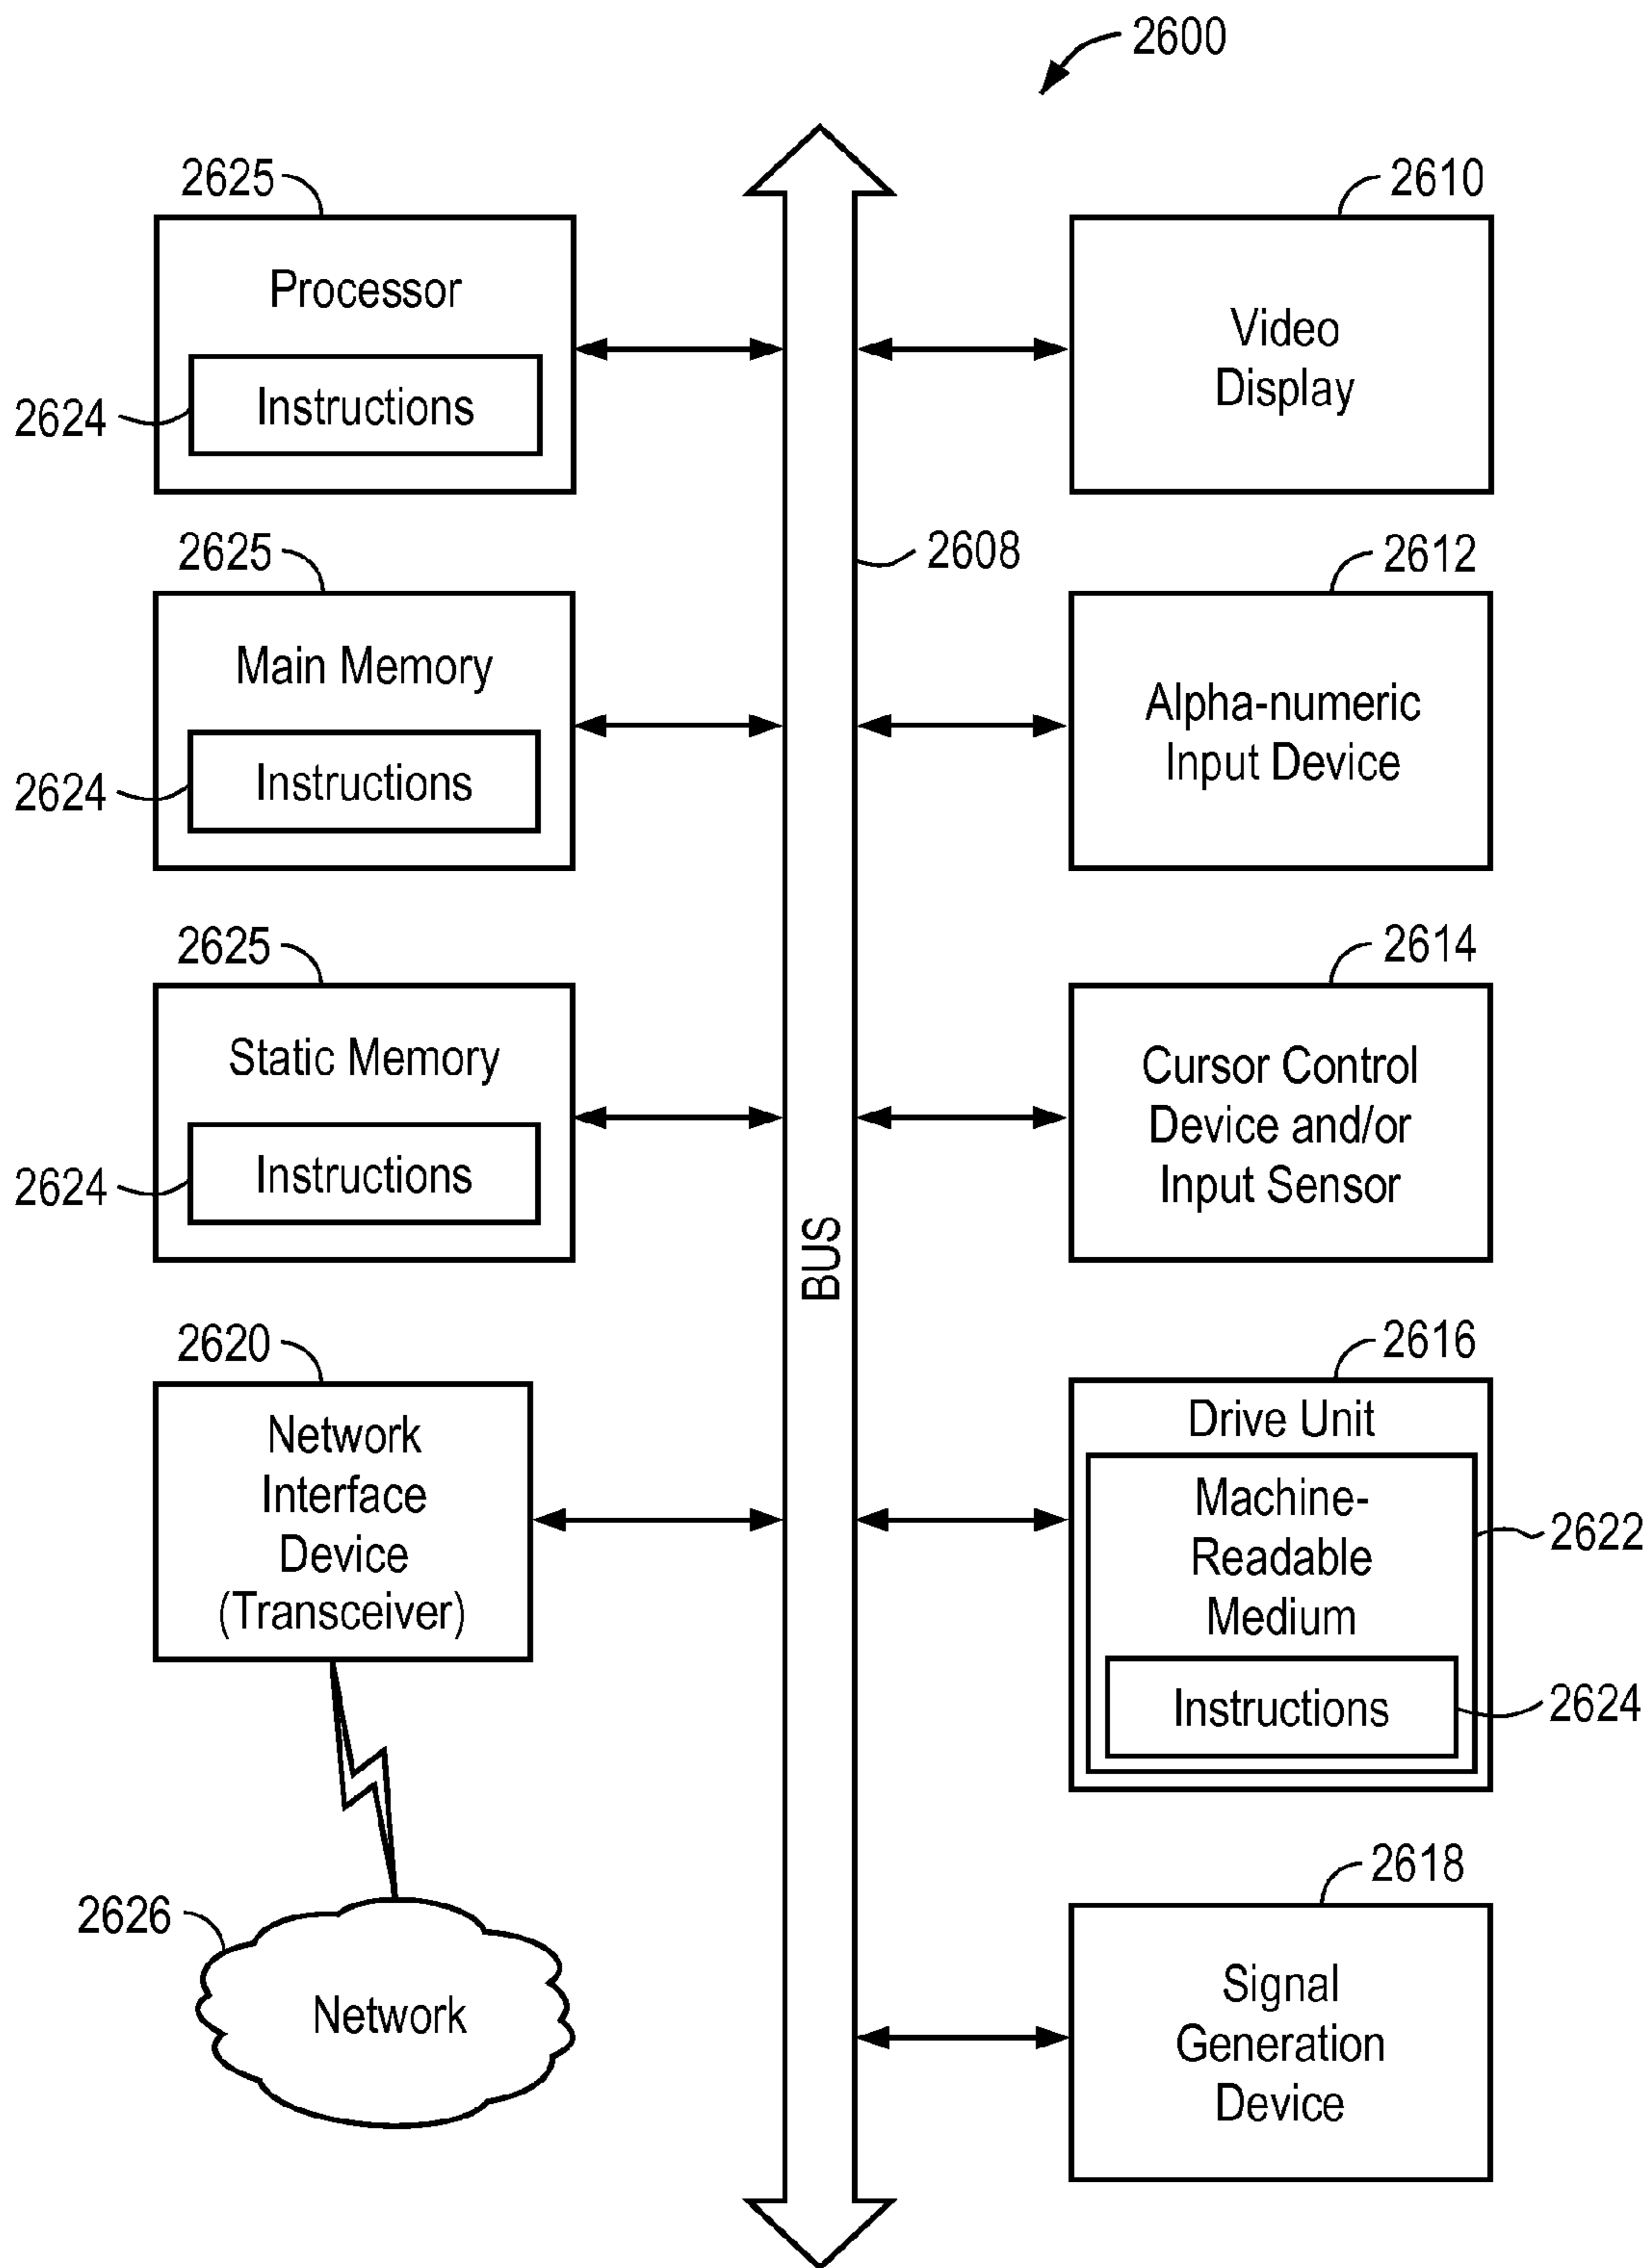 2600
2625
Processor
2624
Instructions
2625
Main Memory
2624
Instructions
2625
Static Memory
2624
Instructions
2620
Network
Interface
Device
(Transceiver)
2626
Network
2608
BUS
2610
Video
Display
2612
Alpha-numeric
Input Device
2614
Cursor Control
Device and/or
Input Sensor
2616
Drive Unit
Machine-
Readable
Medium
2622
Instructions
2624
2618
Signal
Generation
Device